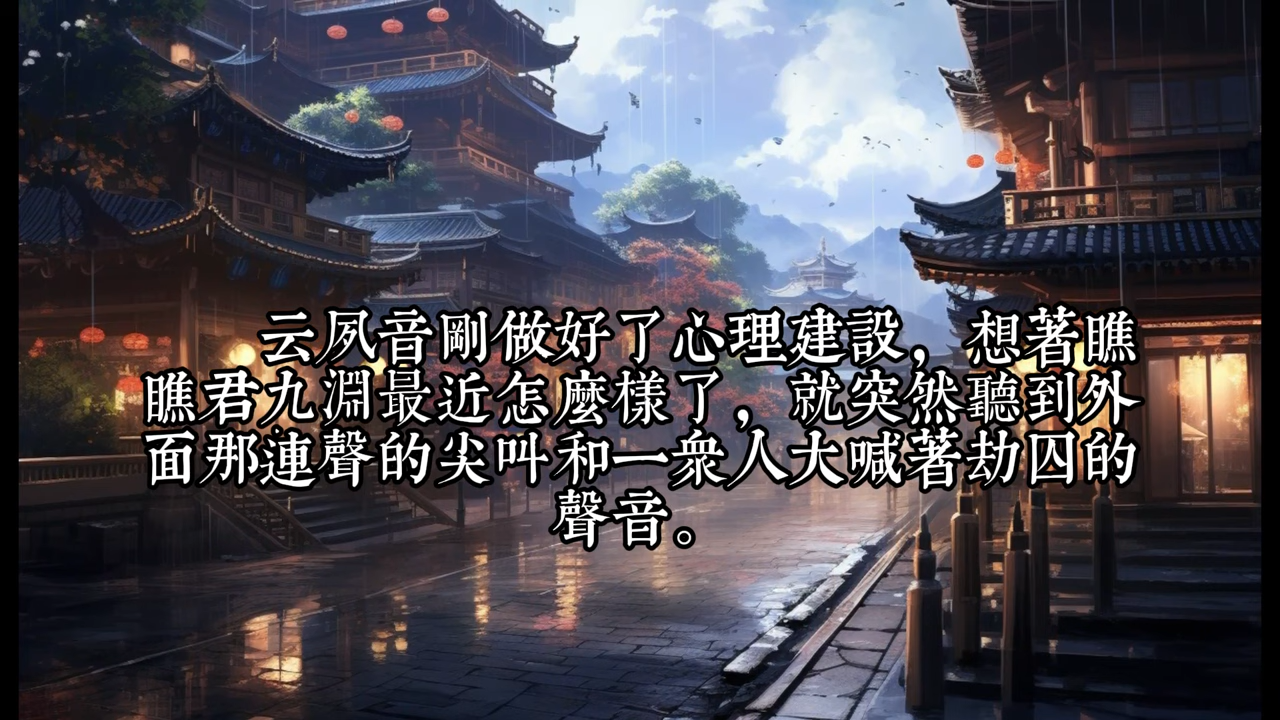 云夙音剛做好了心理建設，想著瞧
瞧君九淵最近怎麼樣了，就突然聽到外
面那連聲的尖叫和一衆人大喊著劫囚的
聲音。